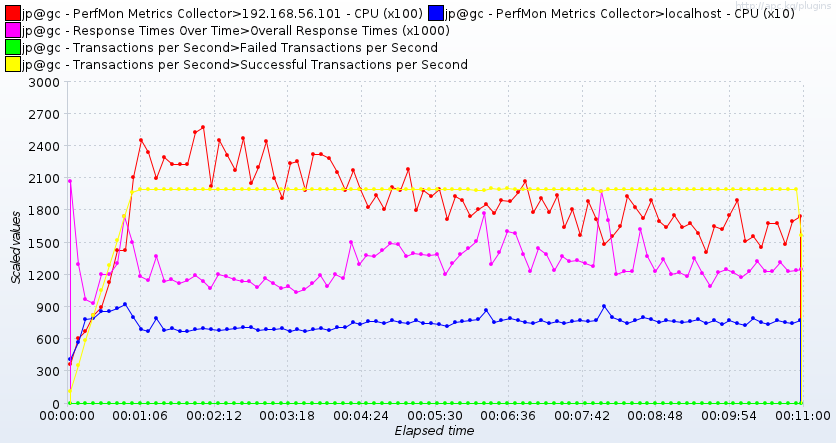 http://apc.kg/plugins
jp@gc - PerfMon Metrics Collector>192.168.56.101 - CPU (x100) jp@gc - PerfMon Metrics Collector>localhost - CPU (x10)
jp@gc - Response Times Over Time>Overall Response Times (x1000)
jp@gc - Transactions per Second>Failed Transactions per Second
jp@gc - Transactions per Second>Successful Transactions per Second
3000
2700
2400
2100
1800
1500
1200
900
600
300
0
Scaled values
00:00:00 00:01:06 00:02:12 00:03:18 00:04:24 00:05:30 00:06:36 00:07:42 00:08:48 00:09:54 00:11:00
Elapsed time